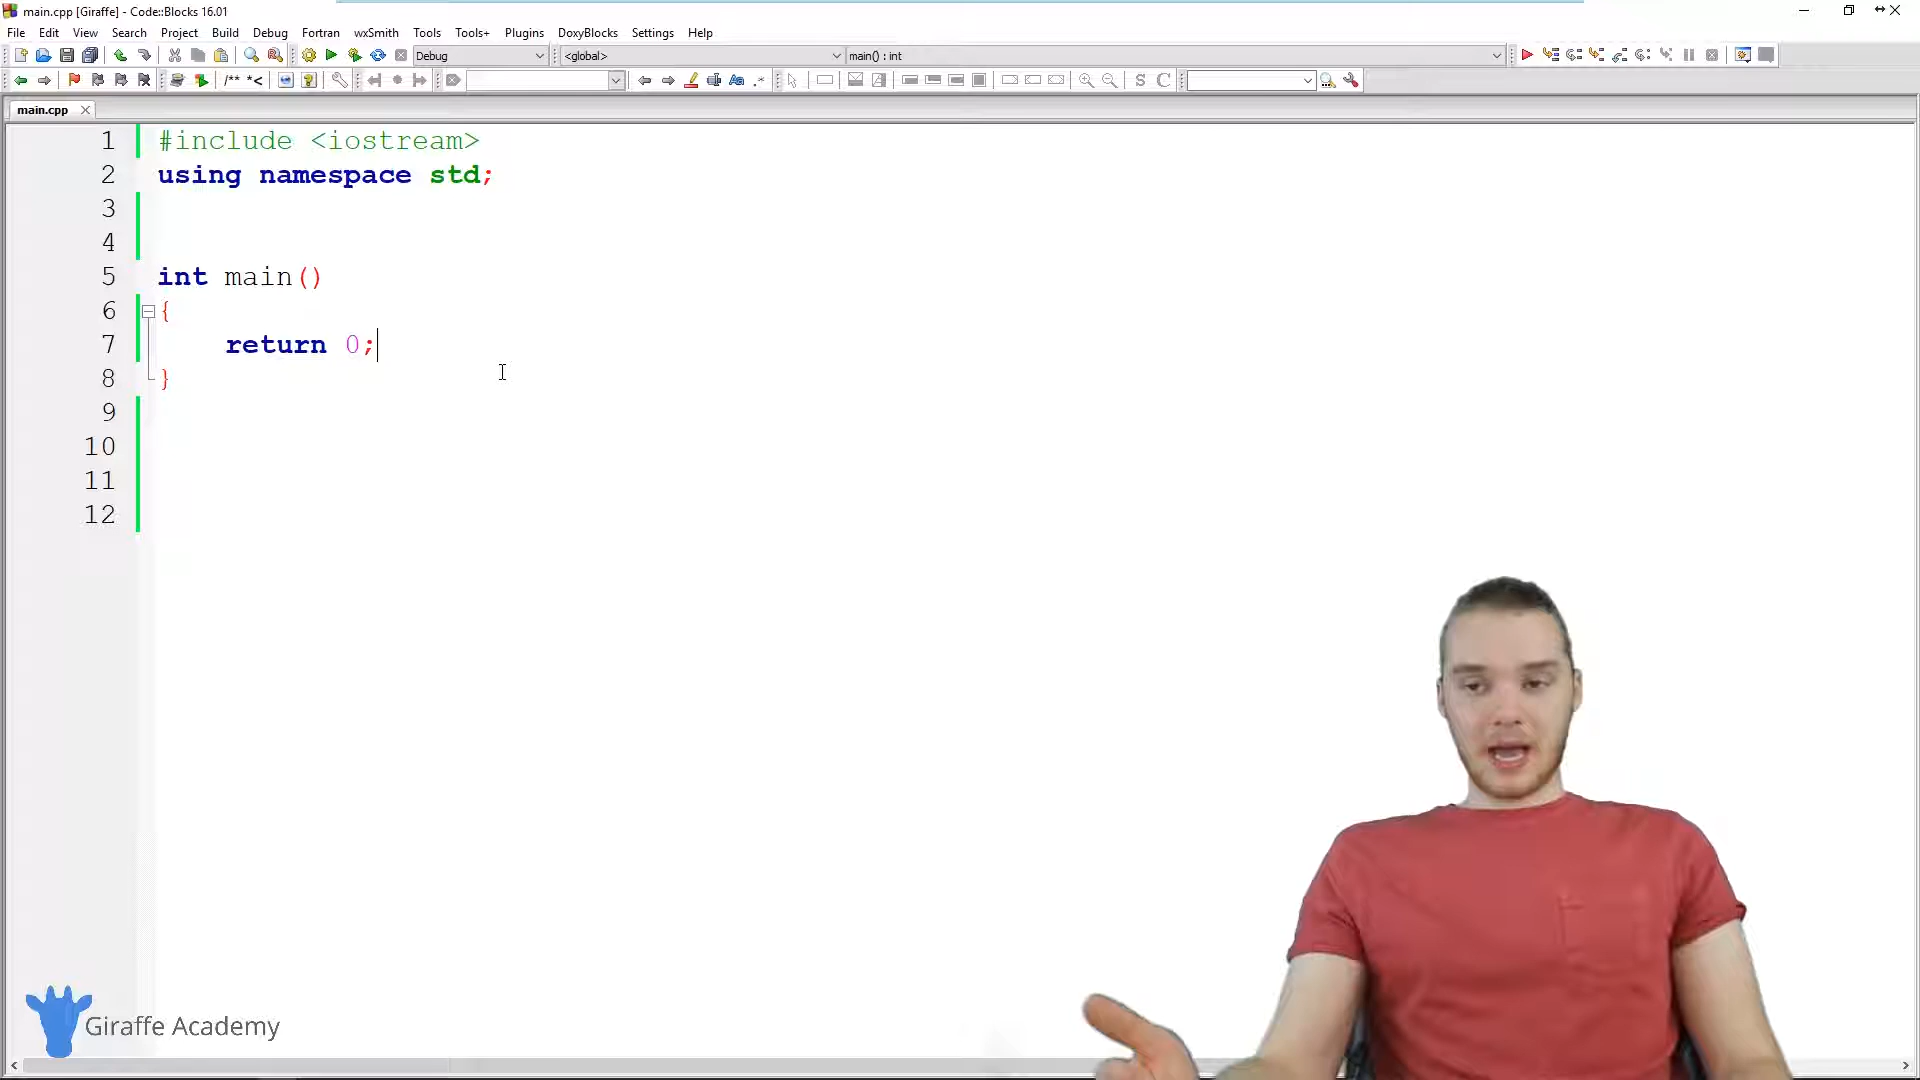 main.cpp [Giraffe] - Code::Blocks 16.01
File Edit View Search Project Build Debug Fortran wxSmith Tools Tools+ Plugins DoxyBlocks Settings Help
Debug <global> main() : int
/** *< .* S C
main.cpp
1 #include <iostream>
2 using namespace std;
3
4
5 int main()
6 {
7 return 0;
8 }
9
10
11
12
Giraffe Academy